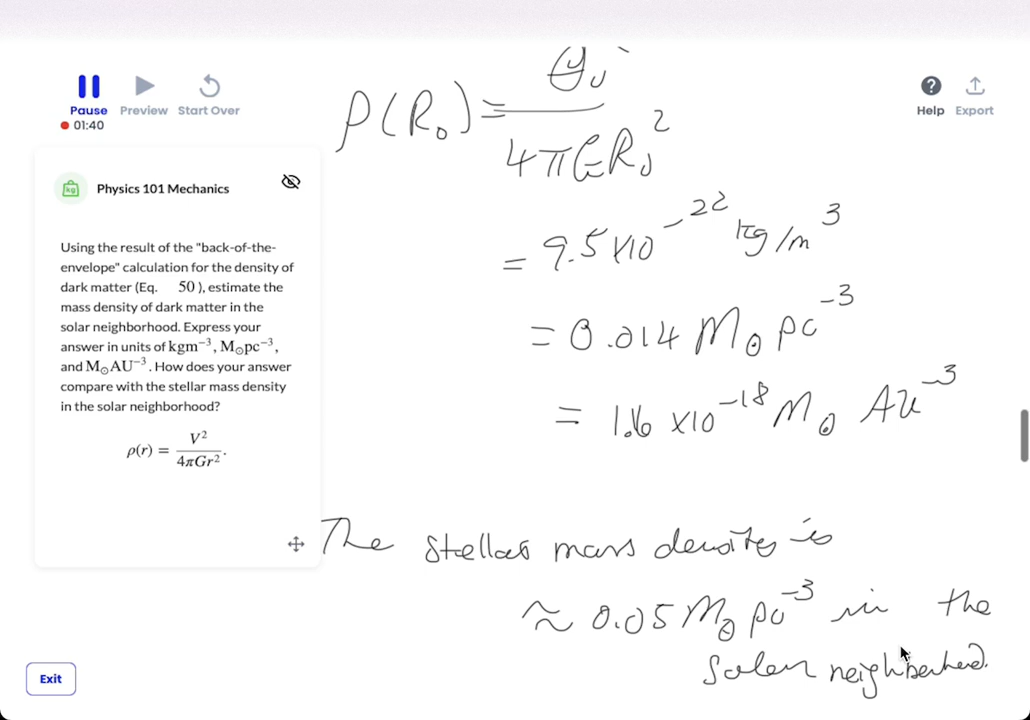 Pause
Preview
Start Over
01:40
Help
Export
Physics 101 Mechanics
Using the result of the "back-of-the-
envelope" calculation for the density of
dark matter (Eq. 50), estimate the
mass density of dark matter in the
solar neighborhood. Express your
answer in units of kgm⁻³, M⊙pc⁻³,
and M⊙AU⁻³. How does your answer
compare with the stellar mass density
in the solar neighborhood?
ρ(r) = V² / 4πGr².
ρ(R₀) = / 4πGR₀²
= 9.5 × 10⁻²² kg/m³
= 0.014 M⊙ pc⁻³
= 1.6 × 10⁻¹⁸ M⊙ AU⁻³
The stellar mass density is
≈ 0.05 M⊙ pc⁻³ in the
Solar neighborhood.
Exit